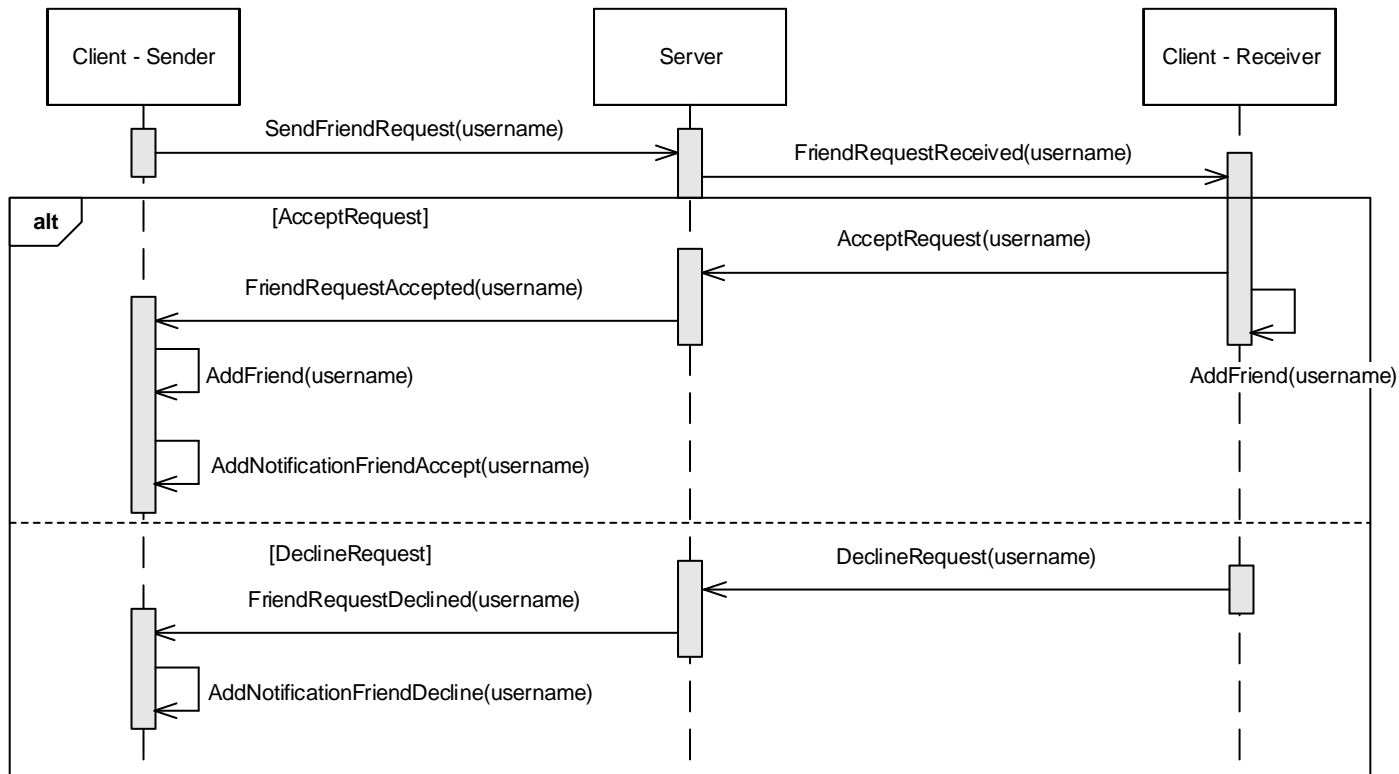 Client - Sender
Server
Client - Receiver
SendFriendRequest(username)
FriendRequestReceived(username)
alt
[AcceptRequest]
AcceptRequest(username)
FriendRequestAccepted(username)
AddFriend(username)
AddFriend(username)
AddNotificationFriendAccept(username)
[DeclineRequest]
DeclineRequest(username)
FriendRequestDeclined(username)
AddNotificationFriendDecline(username)